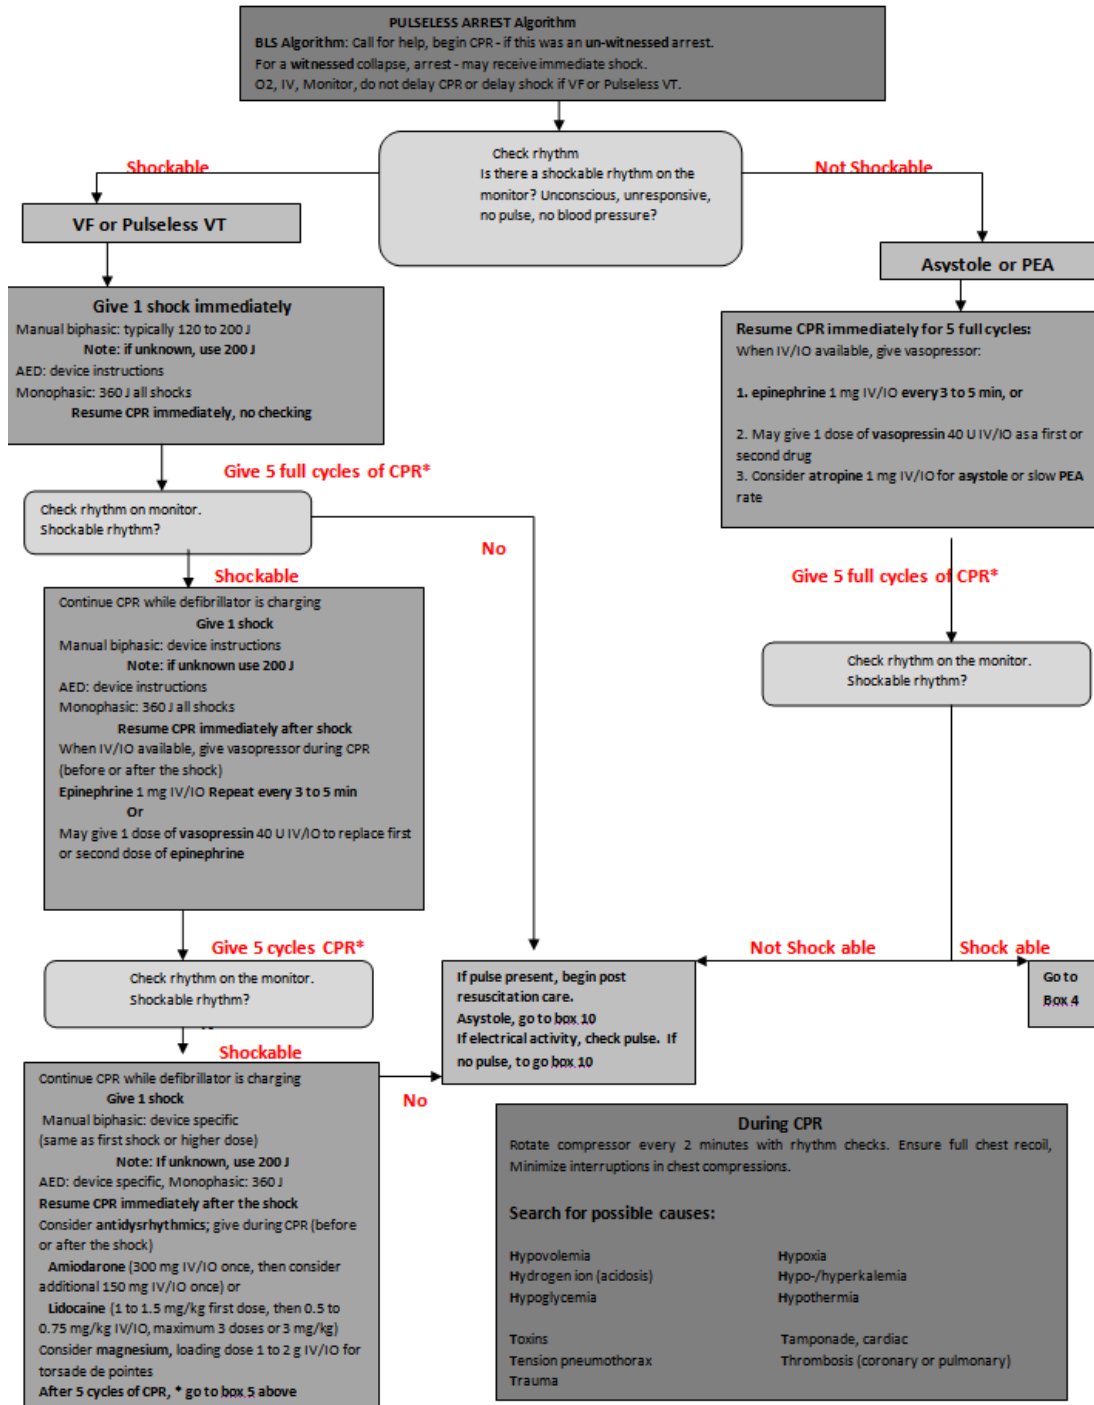 PULSELESS ARREST Algorithm
BLS Algorithm: Call for help, begin CPR - if this was an un-witnessed arrest.
For a witnessed collapse, arrest - may receive immediate shock.
O2, IV, Monitor, do not delay CPR or delay shock if VF or Pulseless VT.
Check rhythm
Is there a shockable rhythm on the
monitor? Unconscious, unresponsive,
no pulse, no blood pressure?
Shockable
Not Shockable
VF or Pulseless VT
Asystole or PEA
Give 1 shock immediately
Manual biphasic: typically 120 to 200 J
Note: if unknown, use 200 J
AED: device instructions
Monophasic: 360 J all shocks
Resume CPR immediately, no checking
Resume CPR immediately for 5 full cycles:
When IV/IO available, give vasopressor:
1. epinephrine 1 mg IV/IO every 3 to 5 min, or
2. May give 1 dose of vasopressin 40 U IV/IO as a first or
second drug
3. Consider atropine 1 mg IV/IO for asystole or slow PEA
rate
Give 5 full cycles of CPR*
Check rhythm on monitor.
Shockable rhythm?
No
Shockable
Give 5 full cycles of CPR*
Continue CPR while defibrillator is charging
Give 1 shock
Manual biphasic: device instructions
Note: if unknown use 200 J
AED: device instructions
Monophasic: 360 J all shocks
Resume CPR immediately after shock
When IV/IO available, give vasopressor during CPR
(before or after the shock)
Epinephrine 1 mg IV/IO Repeat every 3 to 5 min
Or
May give 1 dose of vasopressin 40 U IV/IO to replace first
or second dose of epinephrine
Check rhythm on the monitor.
Shockable rhythm?
Give 5 cycles CPR*
Not Shock able
Shock able
Check rhythm on the monitor.
Shockable rhythm?
If pulse present, begin post
resuscitation care.
Asystole, go to box 10
If electrical activity, check pulse. If
no pulse, to go box 10
Go to
Box 4
Shockable
No
Continue CPR while defibrillator is charging
Give 1 shock
Manual biphasic: device specific
(same as first shock or higher dose)
Note: If unknown, use 200 J
AED: device specific, Monophasic: 360 J
Resume CPR immediately after the shock
Consider antidysrhythmics; give during CPR (before
or after the shock)
Amiodarone (300 mg IV/IO once, then consider
additional 150 mg IV/IO once) or
Lidocaine (1 to 1.5 mg/kg first dose, then 0.5 to
0.75 mg/kg IV/IO, maximum 3 doses or 3 mg/kg)
Consider magnesium, loading dose 1 to 2 g IV/IO for
torsade de pointes
After 5 cycles of CPR, * go to box 5 above
During CPR
Rotate compressor every 2 minutes with rhythm checks. Ensure full chest recoil,
Minimize interruptions in chest compressions.
Search for possible causes:
Hypovolemia Hypoxia
Hydrogen ion (acidosis) Hypo-/hyperkalemia
Hypoglycemia Hypothermia
Toxins Tamponade, cardiac
Tension pneumothorax Thrombosis (coronary or pulmonary)
Trauma